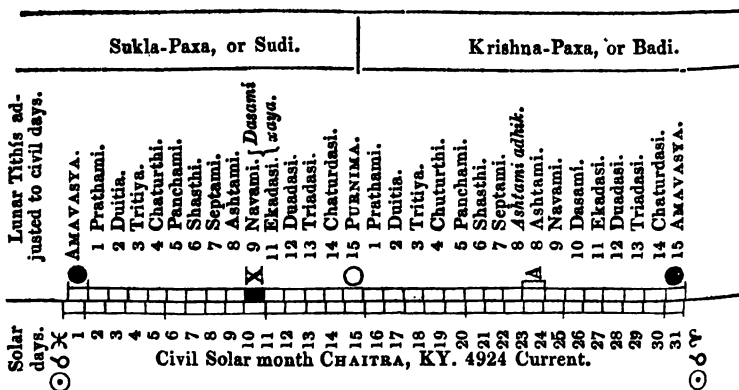 Sukla-Paxa, or Sudi.
Krishna-Paxa, or Badi.
Lunar Tithis ad-
justed to civil days.
AMAVASYA.
1 Prathami.
2 Duitia.
3 Tritiya.
4 Chaturthi.
5 Panchami.
6 Shasthi.
7 Septami.
8 Ashtami.
9 Navami.
Dasamí
xaya.
11 Ekadasi.
12 Duadasi.
13 Triadasi.
14 Chaturdasi.
15 PURNIMA.
1 Prathami.
2 Duitia.
3 Tritiya.
4 Chuturthi.
5 Panchami.
6 Shasthi.
7 Septami.
8 Ashtami adhik.
8 Ashtami.
9 Navami.
10 Dasamí.
11 Ekadasi.
12 Duadasi.
13 Triadasi.
14 Chaturdasi.
15 AMAVASYA.
X
A
Solar
days.
☉ ☌ ♓
1 2 3 4 5 6 7 8 9 10 11 12 13 14 15 16 17 18 19 20 21 22 23 24 25 26 27 28 29 30 31
☉ ☌ ♈
Civil Solar month CHAITRA, KY. 4924 Current.